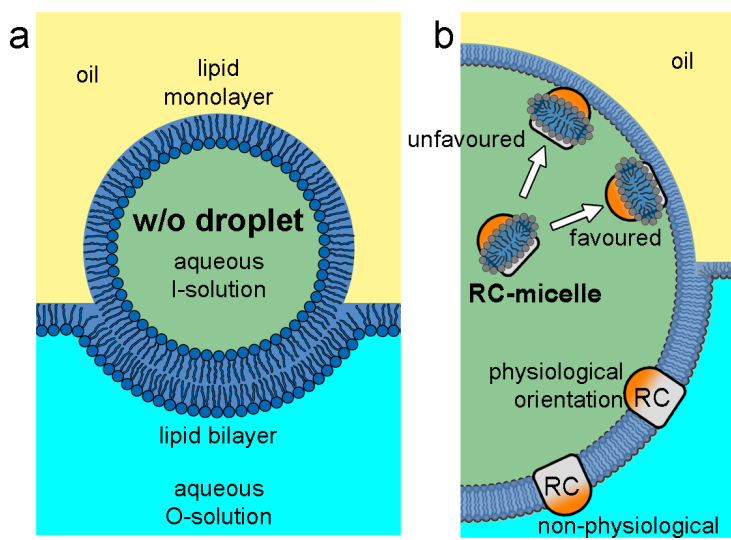 a
oil
lipid
monolayer
w/o droplet
aqueous
I-solution
lipid bilayer
aqueous
O-solution
b
oil
unfavoured
favoured
RC-micelle
physiological
orientation
RC
RC
non-physiological